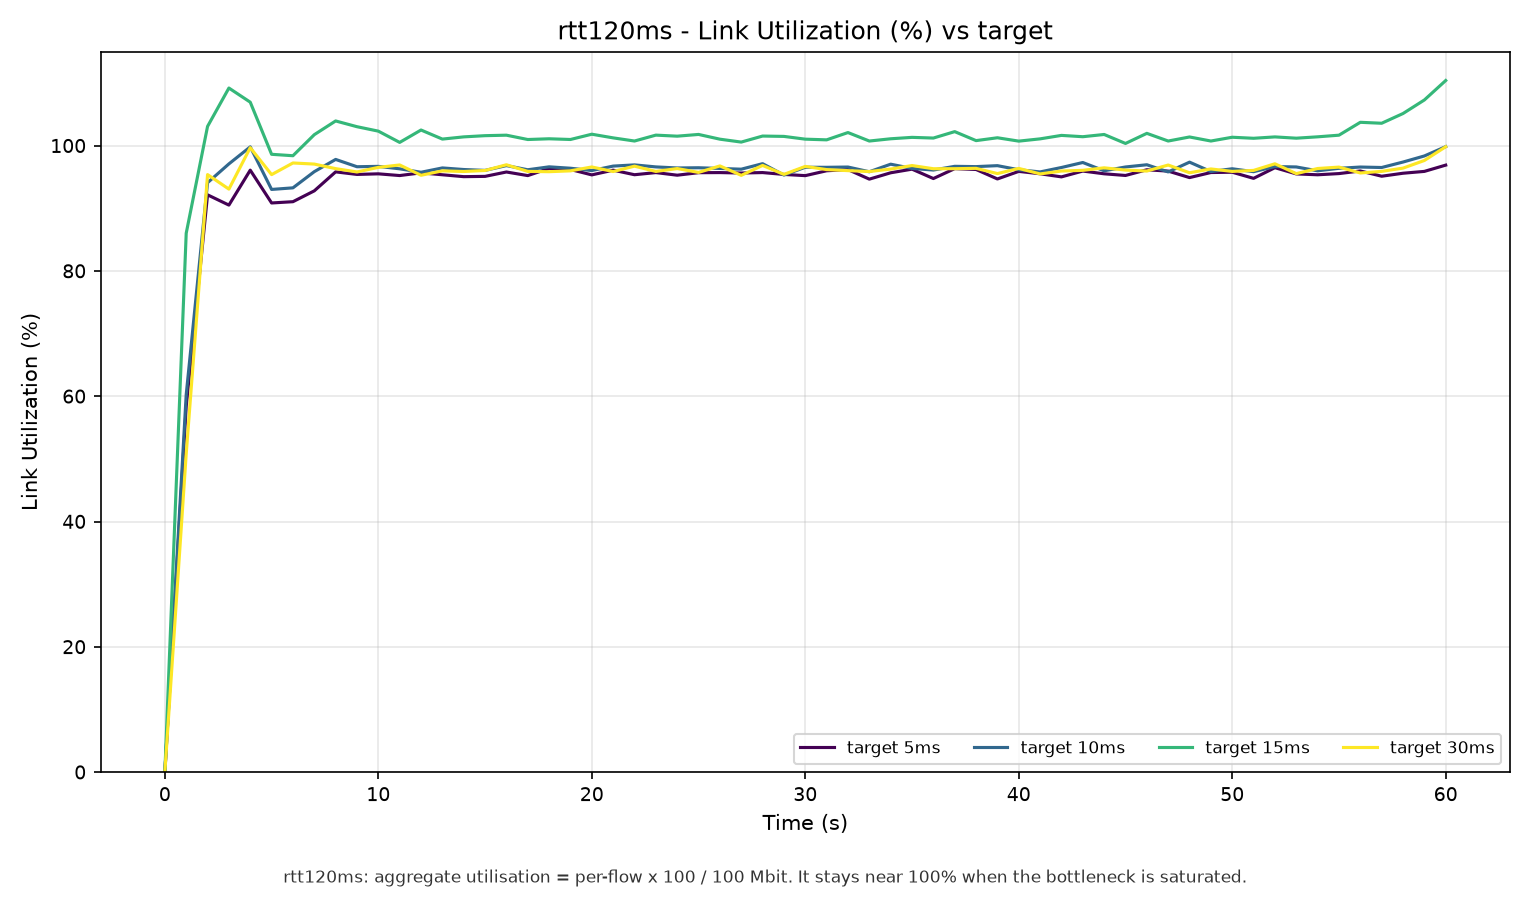 rtt120ms - Link Utilization (%) vs target
Link Utilization (%)
100
80
60
40
20
0
target 5ms target 10ms target 15ms target 30ms
0 10 20 30 40 50 60
Time (s)
rtt120ms: aggregate utilisation = per-flow x 100 / 100 Mbit. It stays near 100% when the bottleneck is saturated.